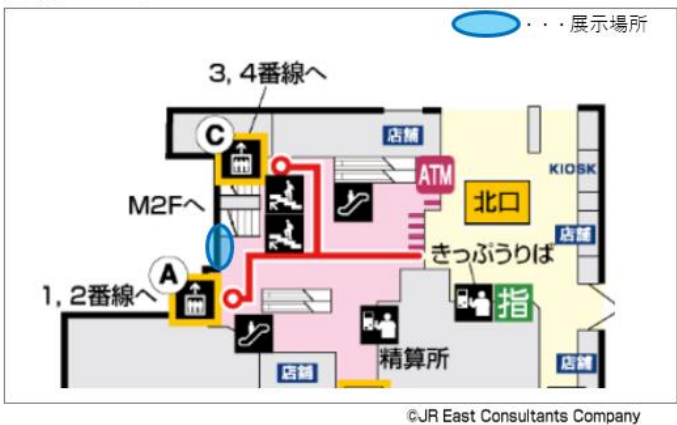 ・・・展示場所
3, 4番線へ
C
店舗
ATM
KIOSK
北口
M2Fへ
店舗
きっぷうりば
A
1, 2番線へ
指
精算所
店舗
店舗
©JR East Consultants Company